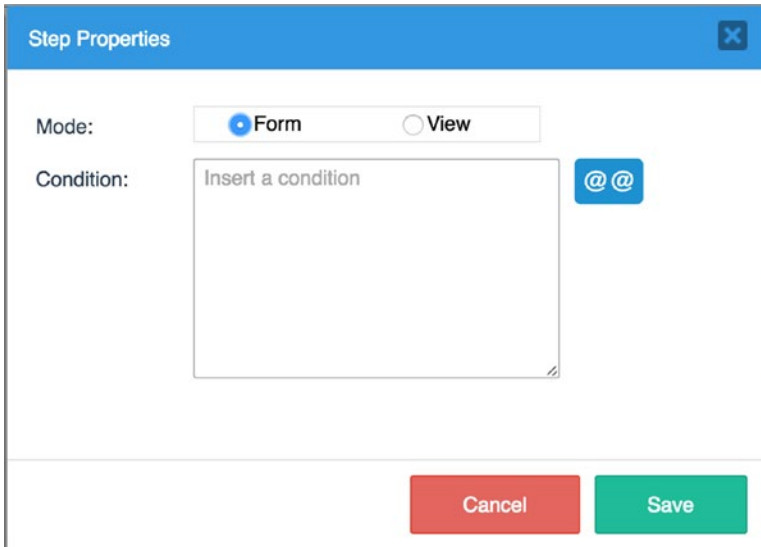 Step Properties
Mode: Form View
Condition: Insert a condition @@
Cancel Save